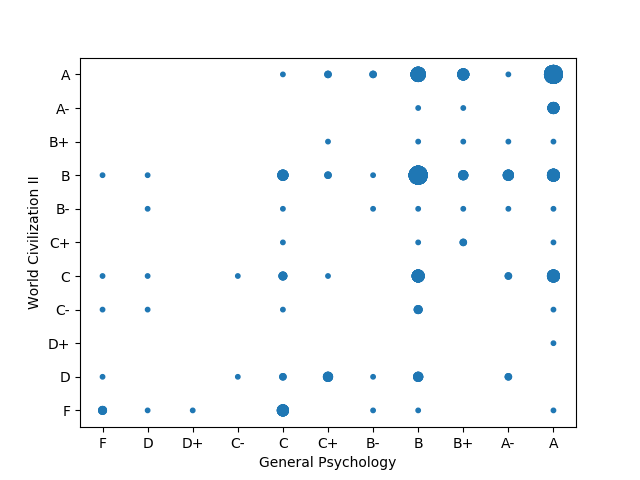 A
A-
B+
B
B-
C+
C
C-
D+
D
F
World Civilization II
F D D+ C- C C+ B- B B+ A- A
General Psychology